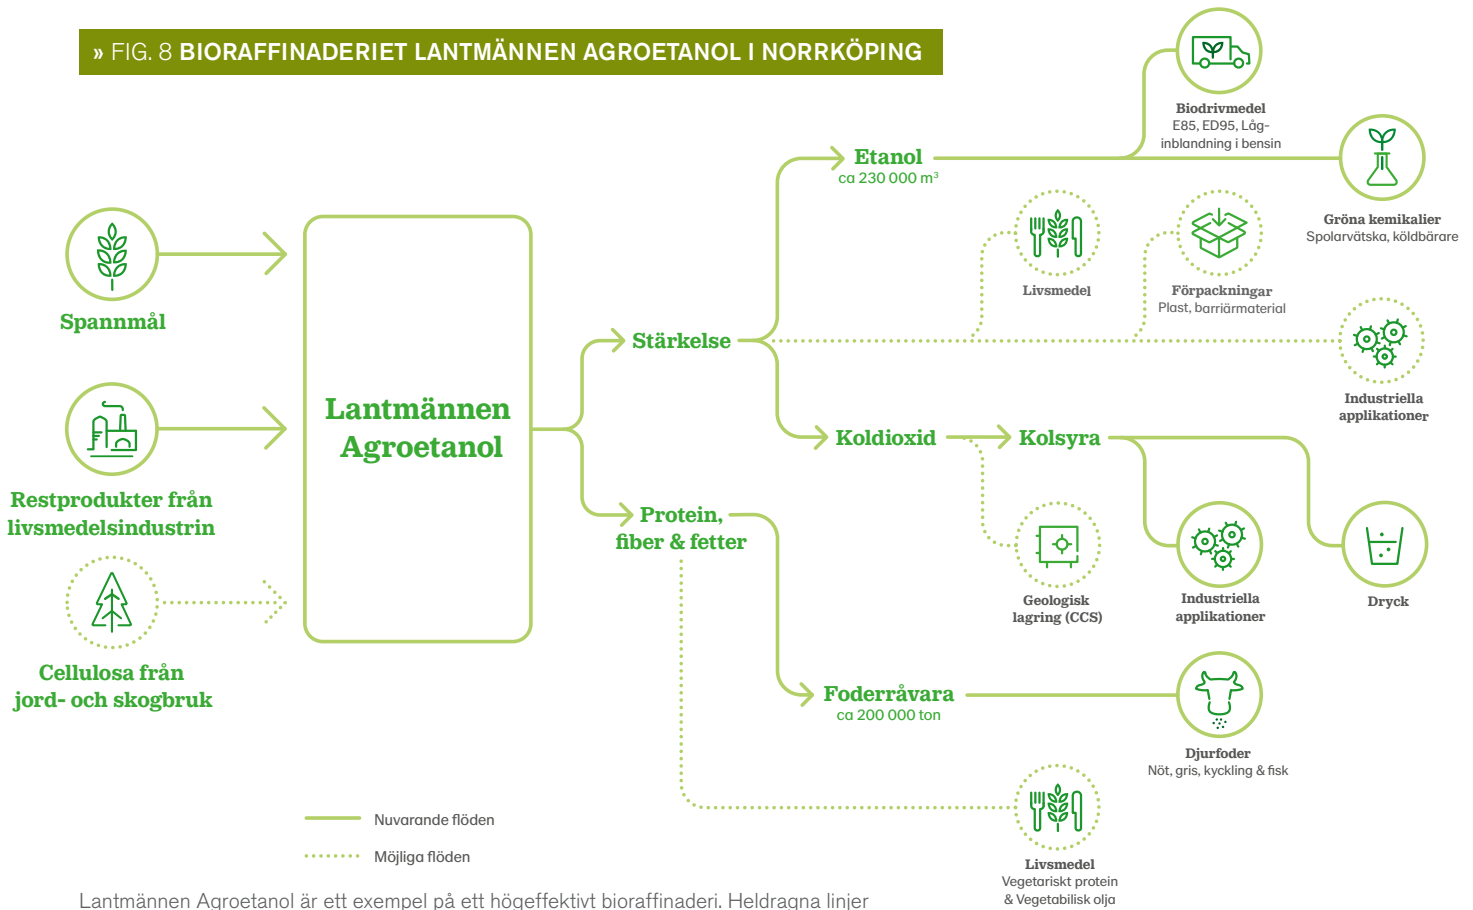 » FIG. 8 BIORAFFINADERIET LANTMÄNNEN AGROETANOL I NORRKÖPING
Spannmål
Restprodukter från
livsmedelsindustrin
Cellulosa från
jord- och skogbruk
Lantmännen
Agroetanol
Stärkelse
Protein,
fiber & fetter
Etanol
ca 230 000 m³
Biodrivmedel
E85, ED95, Låg-
inblandning i bensin
Gröna kemikalier
Spolarvätska, köldbärare
Livsmedel
Förpackningar
Plast, barriärmaterial
Industriella
applikationer
Koldioxid
Kolsyra
Geologisk
lagring (CCS)
Industriella
applikationer
Dryck
Foderråvara
ca 200 000 ton
Djurfoder
Nöt, gris, kyckling & fisk
Livsmedel
Vegetariskt protein
& Vegetabilisk olja
Nuvarande flöden
Möjliga flöden
Lantmännen Agroetanol är ett exempel på ett högeffektivt bioraffinaderi. Heldragna linjer